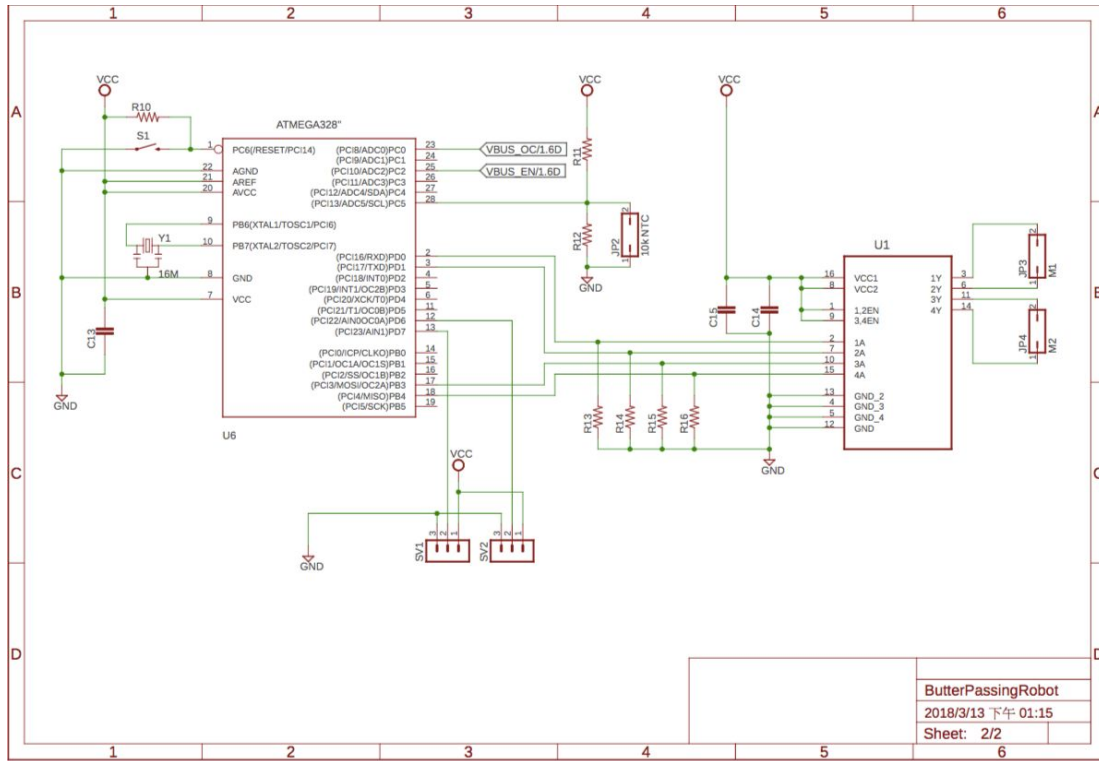 1 2 3 4 5 6
A A
B B
C C
D D
VCC
R10
S1
ATMEGA328"
1 PC6(/RESET/PCI14)
22 AGND
21 AREF
20 AVCC
9 PB6(XTAL1/TOSC1/PCI6)
10 PB7(XTAL2/TOSC2/PCI7)
8 GND
7 VCC
Y1
16M
C13
GND
U6
(PCI8/ADC0)PC0 23
(PCI9/ADC1)PC1 24
(PCI10/ADC2)PC2 25
(PCI11/ADC3)PC3 26
(PCI12/ADC4/SDA)PC4 27
(PCI13/ADC5/SCL)PC5 28
(PCI16/RXD)PD0 2
(PCI17/TXD)PD1 3
(PCI18/INT0)PD2 4
(PCI19/INT1/OC2B)PD3 5
(PCI20/XCK/T0)PD4 6
(PCI21/T1/OC0B)PD5 11
(PCI22/AIN0OC0A)PD6 12
(PCI23/AIN1)PD7 13
(PCI0/ICP/CLKO)PB0 14
(PCI1/OC1A/OC1S)PB1 15
(PCI2/SS/OC1B)PB2 16
(PCI3/MOSI/OC2A)PB3 17
(PCI4/MISO)PB4 18
(PCI5/SCK)PB5 19
VBUS_OC/1.6D
VBUS_EN/1.6D
VCC
R11
R12
2
JP2
1
10k NTC
GND
VCC
C15
C14
R13
R14
R15
R16
GND
U1
16 VCC1
8 VCC2
1 1,2EN
9 3,4EN
2 1A
7 2A
10 3A
15 4A
13 GND_2
4 GND_3
5 GND_4
12 GND
1Y 3
2Y 6
3Y 11
4Y 14
2
JP3
1
M1
2
JP4
1
M2
VCC
GND
SV1
3 2 1
SV2
3 2 1
ButterPassingRobot
2018/3/13 下午 01:15
Sheet: 2/2
1 2 3 4 5 6